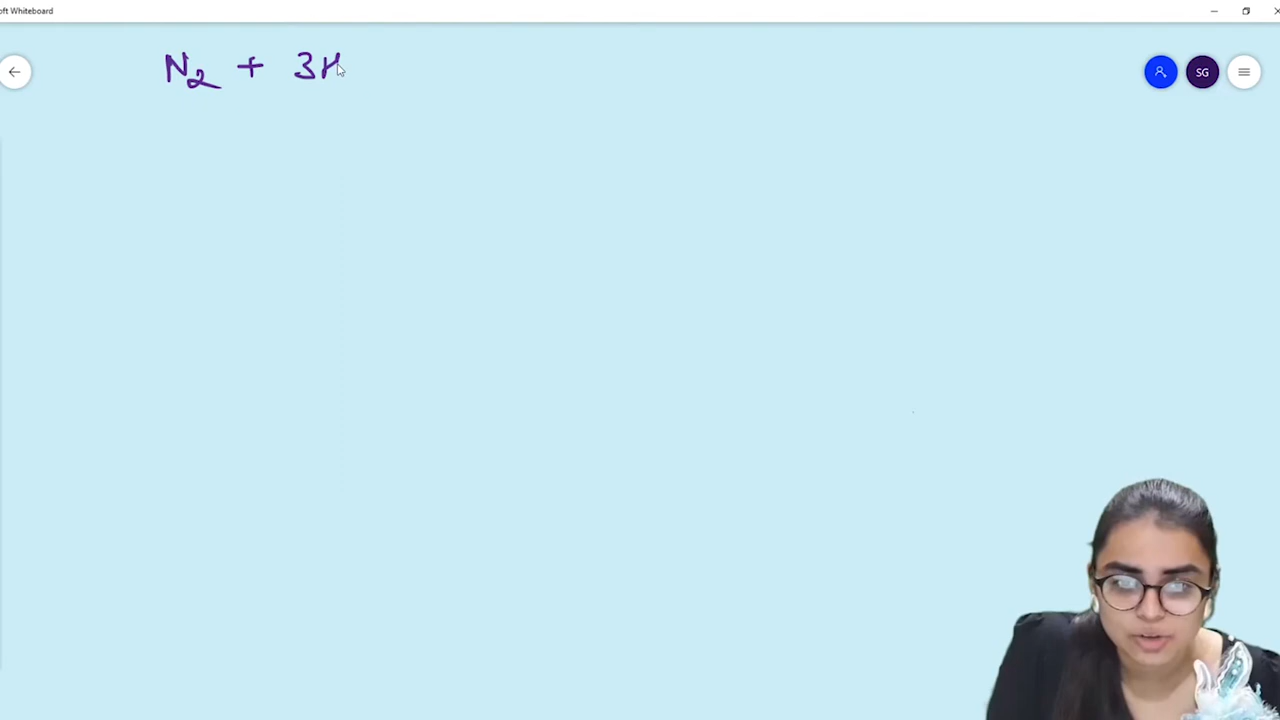 oft Whiteboard
N₂ + 3H
SG